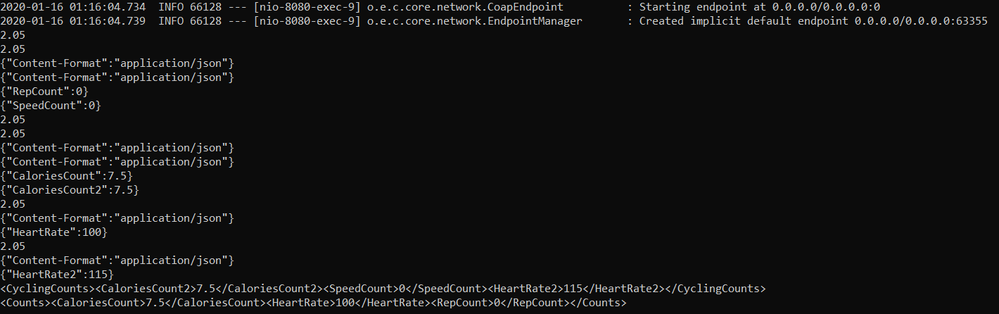 2020-01-16 01:16:04.734  INFO 66128 --- [nio-8080-exec-9] o.e.c.core.network.CoapEndpoint          : Starting endpoint at 0.0.0.0/0.0.0.0:0
2020-01-16 01:16:04.739  INFO 66128 --- [nio-8080-exec-9] o.e.c.core.network.EndpointManager       : Created implicit default endpoint 0.0.0.0/0.0.0.0:63355
2.05
2.05
{"Content-Format":"application/json"}
{"Content-Format":"application/json"}
{"RepCount":0}
{"SpeedCount":0}
2.05
2.05
{"Content-Format":"application/json"}
{"Content-Format":"application/json"}
{"CaloriesCount":7.5}
{"CaloriesCount2":7.5}
2.05
{"Content-Format":"application/json"}
{"HeartRate":100}
2.05
{"Content-Format":"application/json"}
{"HeartRate2":115}
<CyclingCounts><CaloriesCount2>7.5</CaloriesCount2><SpeedCount>0</SpeedCount><HeartRate2>115</HeartRate2></CyclingCounts>
<Counts><CaloriesCount>7.5</CaloriesCount><HeartRate>100</HeartRate><RepCount>0</RepCount></Counts>